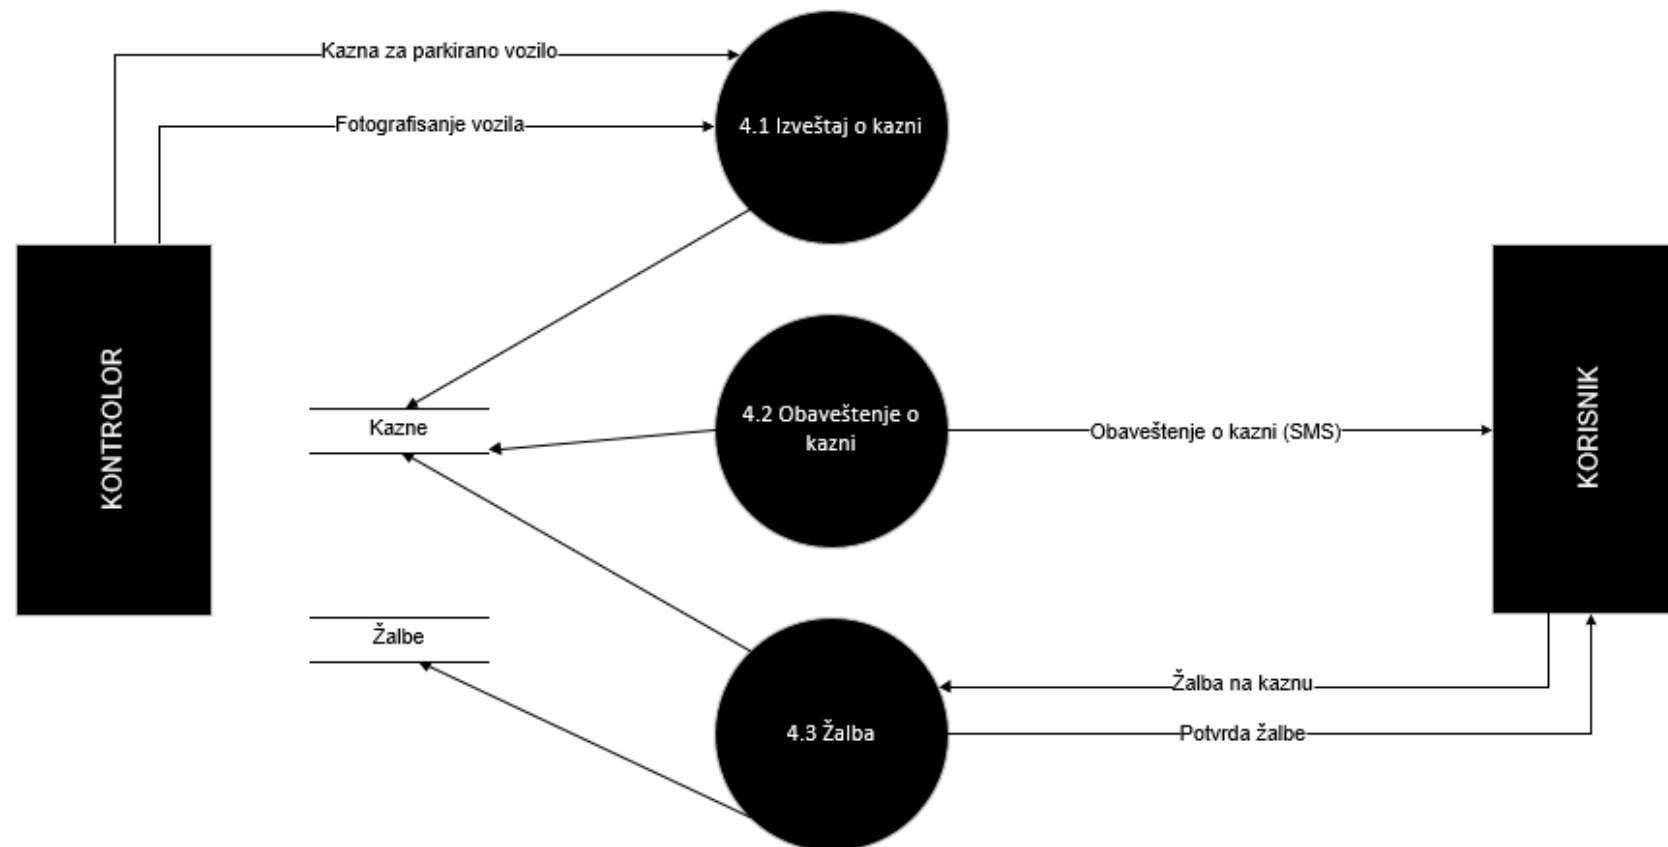 Kazna za parkirano vozilo
Fotografisanje vozila
4.1 Izveštaj o kazni
KONTROLOR
Kazne
4.2 Obaveštenje o
kazni
Obaveštenje o kazni (SMS)
KORISNIK
Žalbe
4.3 Žalba
Žalba na kaznu
Potvrda žalbe